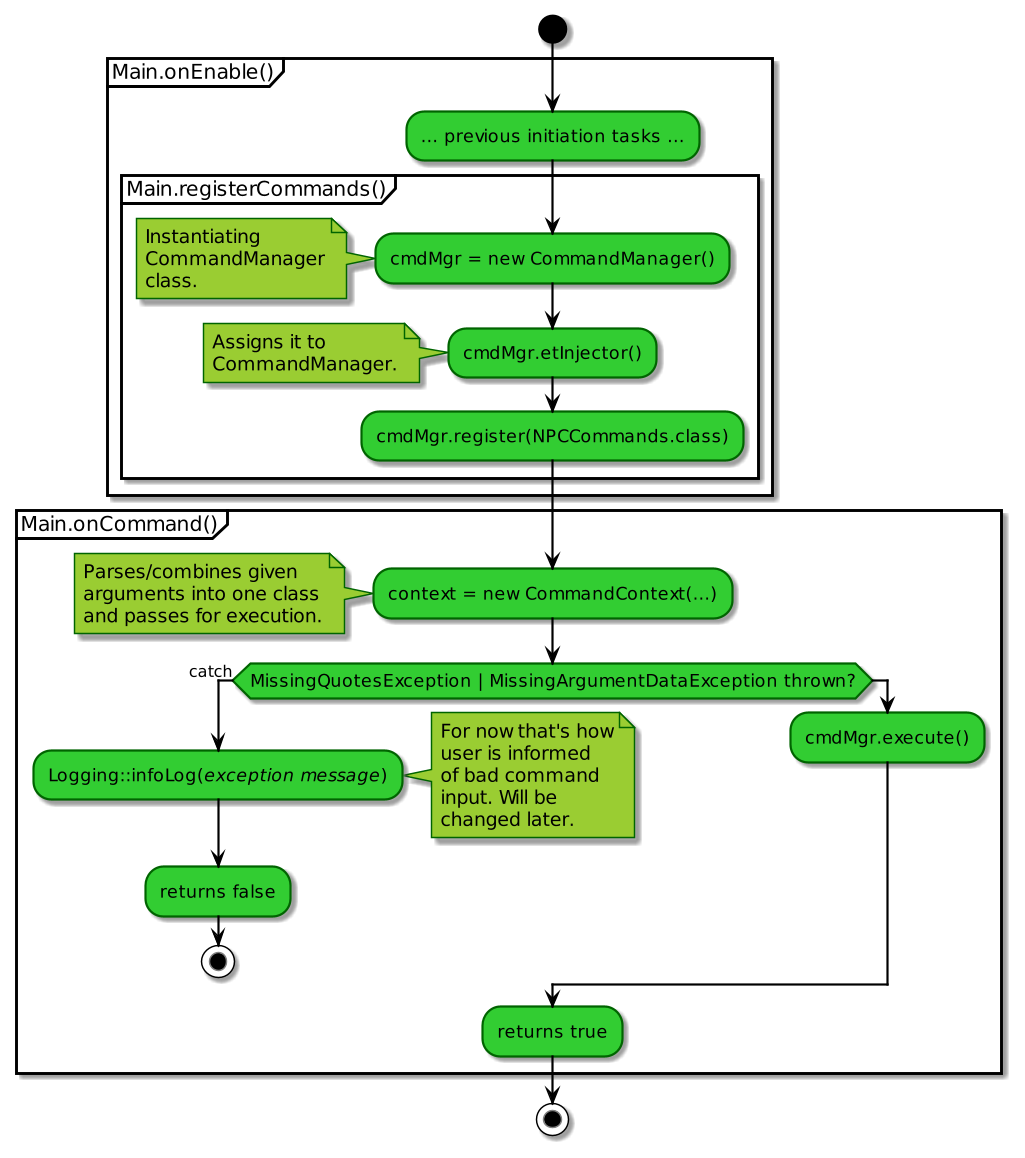 Main.onEnable()
... previous initiation tasks ...
Main.registerCommands()
Instantiating
CommandManager
class.
cmdMgr = new CommandManager()
Assigns it to
CommandManager.
cmdMgr.etInjector()
cmdMgr.register(NPCCommands.class)
Main.onCommand()
Parses/combines given
arguments into one class
and passes for execution.
context = new CommandContext(...)
catch
MissingQuotesException | MissingArgumentDataException thrown?
Logging::infoLog(exception message)
For now that's how
user is informed
of bad command
input. Will be
changed later.
cmdMgr.execute()
returns false
returns true